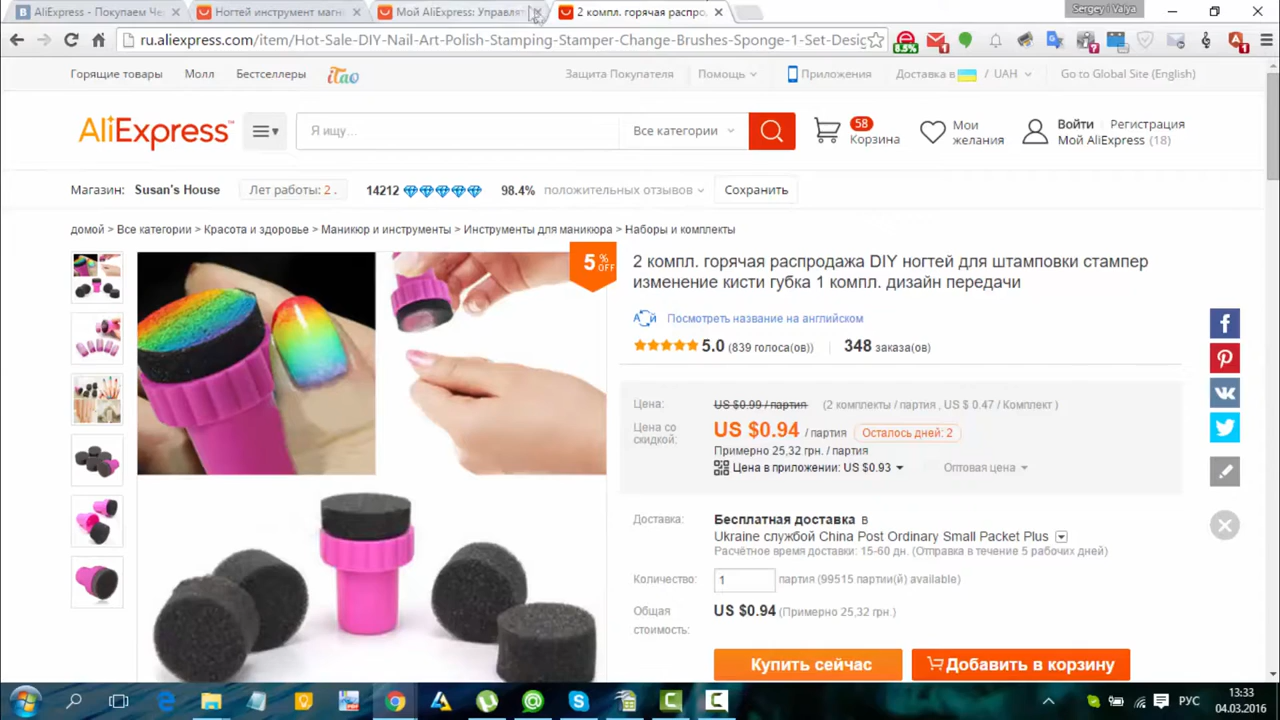 AliExpress - Покупаем Че
Ногтей инструмент магни
Мой AliExpress: Управлят
2 компл. горячая распро
Sergey i Valya
ru.aliexpress.com/item/Hot-Sale-DIY-Nail-Art-Polish-Stamping-Stamper-Change-Brushes-Sponge-1-Set-Desig
8.5%
Горящие товары
Молл
Бестселлеры
iTao
Защита Покупателя
Помощь
Приложения
Доставка в / UAH
Go to Global Site (English)
AliExpress™
Я ищу...
Все категории
58
Корзина
Мои
желания
Войти
Регистрация
Мой AliExpress (18)
Магазин: Susan's House
Лет работы: 2 .
14212
98.4% положительных отзывов
Сохранить
домой > Все категории > Красота и здоровье > Маникюр и инструменты > Инструменты для маникюра > Наборы и комплекты
5 % OFF
2 компл. горячая распродажа DIY ногтей для штамповки стампер
изменение кисти губка 1 компл. дизайн передачи
Посмотреть название на английском
5.0 (839 голоса(ов))
348 заказа(ов)
Цена:
US $0.99 / партия
(2 комплекты / партия , US $ 0.47 / Комплект )
Цена со
скидкой:
US $0.94 / партия
Осталось дней: 2
Примерно 25,32 грн. / партия
Цена в приложении: US $0.93
Оптовая цена
Доставка:
Бесплатная доставка в
Ukraine службой China Post Ordinary Small Packet Plus
Расчётное время доставки: 15-60 дн. (Отправка в течение 5 рабочих дней)
Количество:
1
партия (99515 партии(й) available)
Общая
стоимость:
US $0.94 (Примерно 25,32 грн.)
Купить сейчас
Добавить в корзину
РУС
13:33
04.03.2016